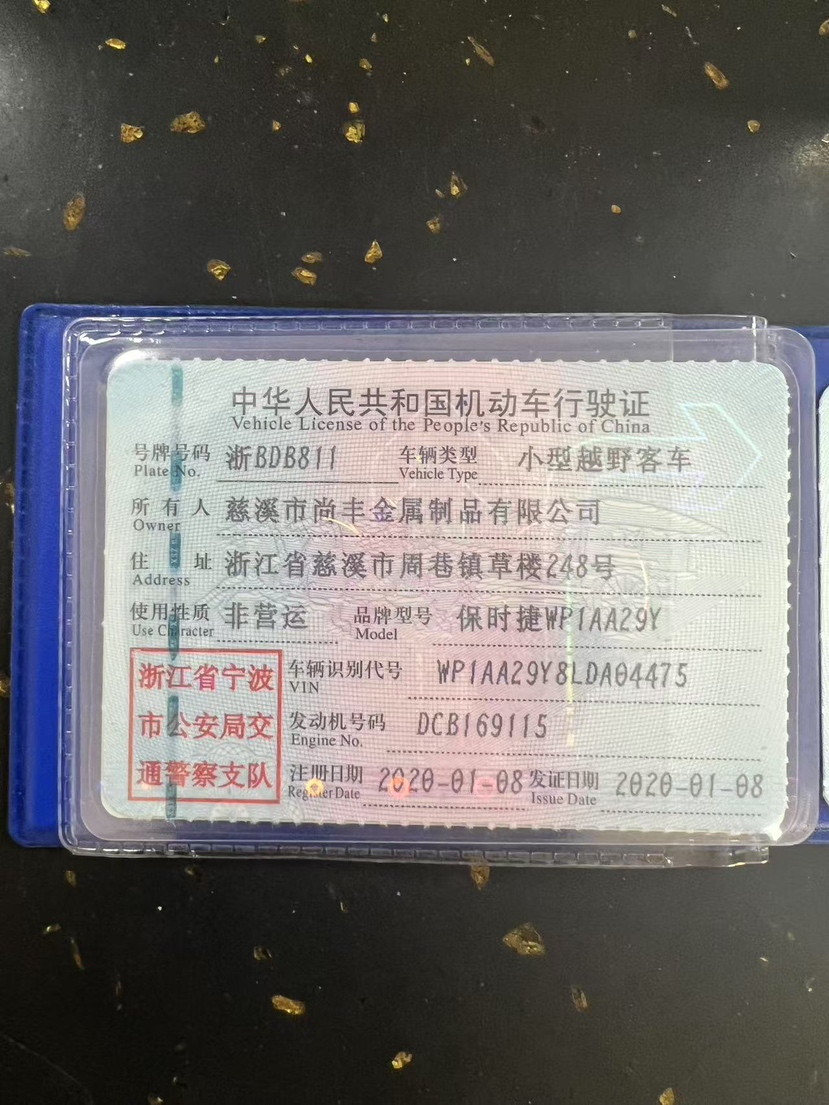 中华人民共和国机动车行驶证
Vehicle License of the People's Republic of China
号牌号码 浙BDB811 车辆类型 小型越野客车
Plate No. Vehicle Type
所有人 慈溪市尚丰金属制品有限公司
Owner
住址 浙江省慈溪市周巷镇草楼248号
Address
使用性质 非营运 品牌型号 保时捷WP1AA29Y
Use Character Model
浙江省宁波
市公安局交
通警察支队
车辆识别代号 WP1AA29Y8LDA04475
VIN
发动机号码 DCB169115
Engine No.
注册日期 2020-01-08 发证日期 2020-01-08
Register Date Issue Date